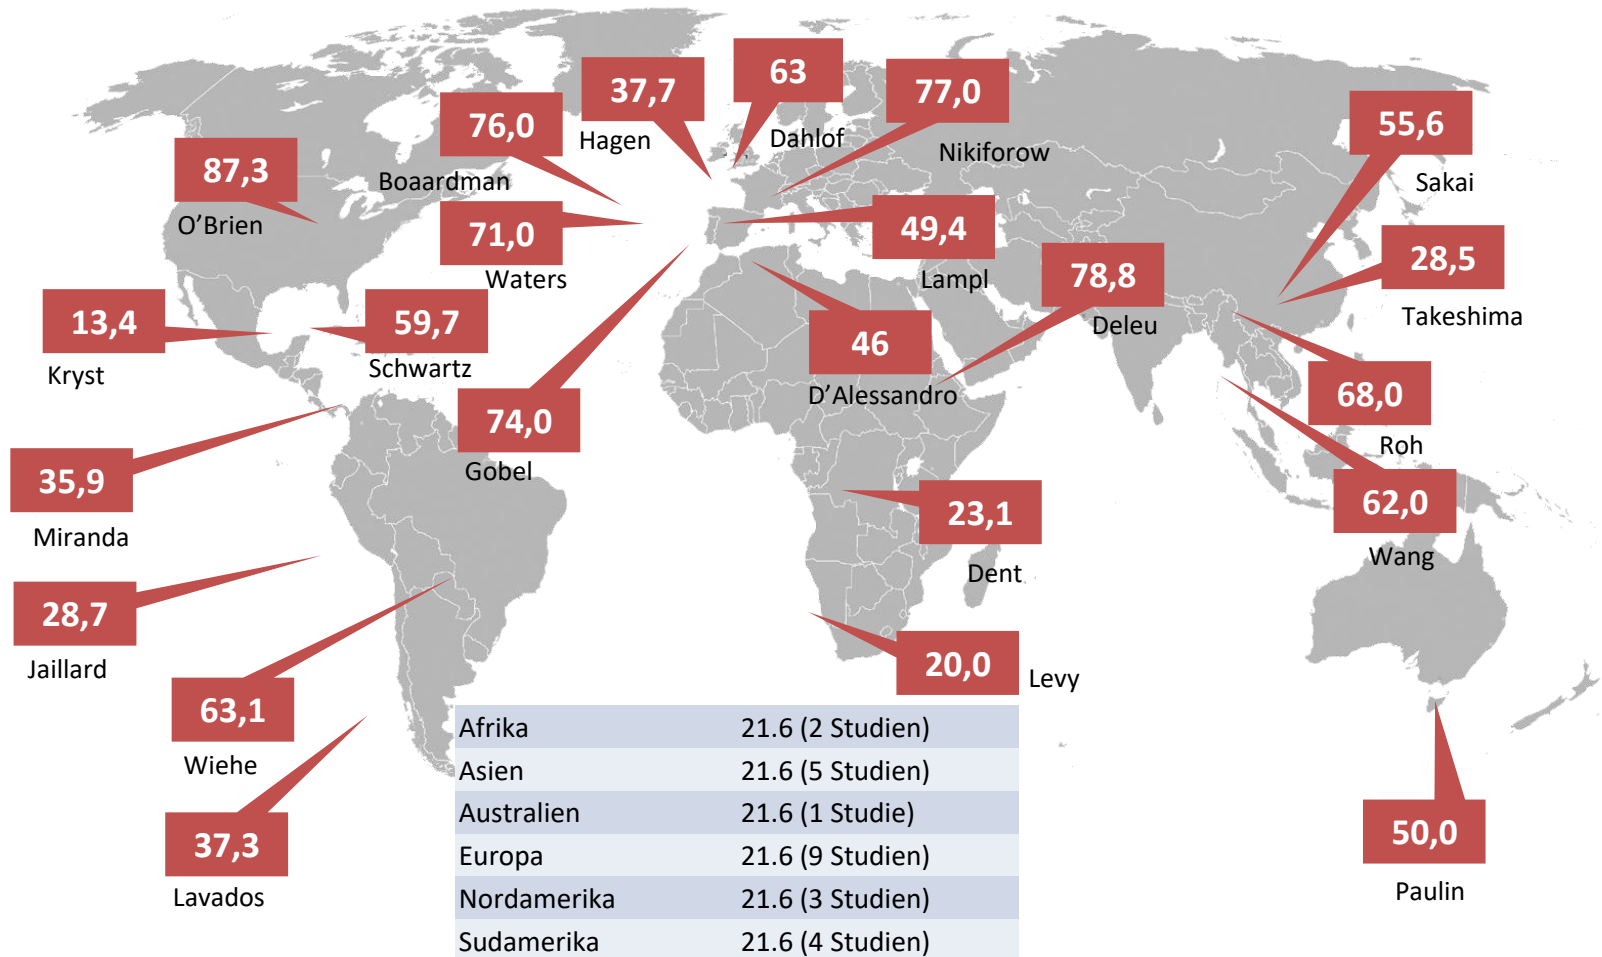 63
37,7
77,0
76,0
Hagen
Dahlof
55,6
87,3
Boaardman
Nikiforow
Sakai
O’Brien
71,0
49,4
Waters
Lampl
78,8
28,5
13,4
59,7
46
Deleu
Takeshima
Kryst
Schwartz
D’Alessandro
68,0
74,0
Roh
Gobel
35,9
62,0
Miranda
23,1
Wang
Dent
28,7
Jaillard
20,0
Levy
63,1
Wiehe
Afrika 21.6 (2 Studien)
Asien 21.6 (5 Studien)
Australien 21.6 (1 Studie)
Europa 21.6 (9 Studien)
Nordamerika 21.6 (3 Studien)
Sudamerika 21.6 (4 Studien)
37,3
Lavados
50,0
Paulin